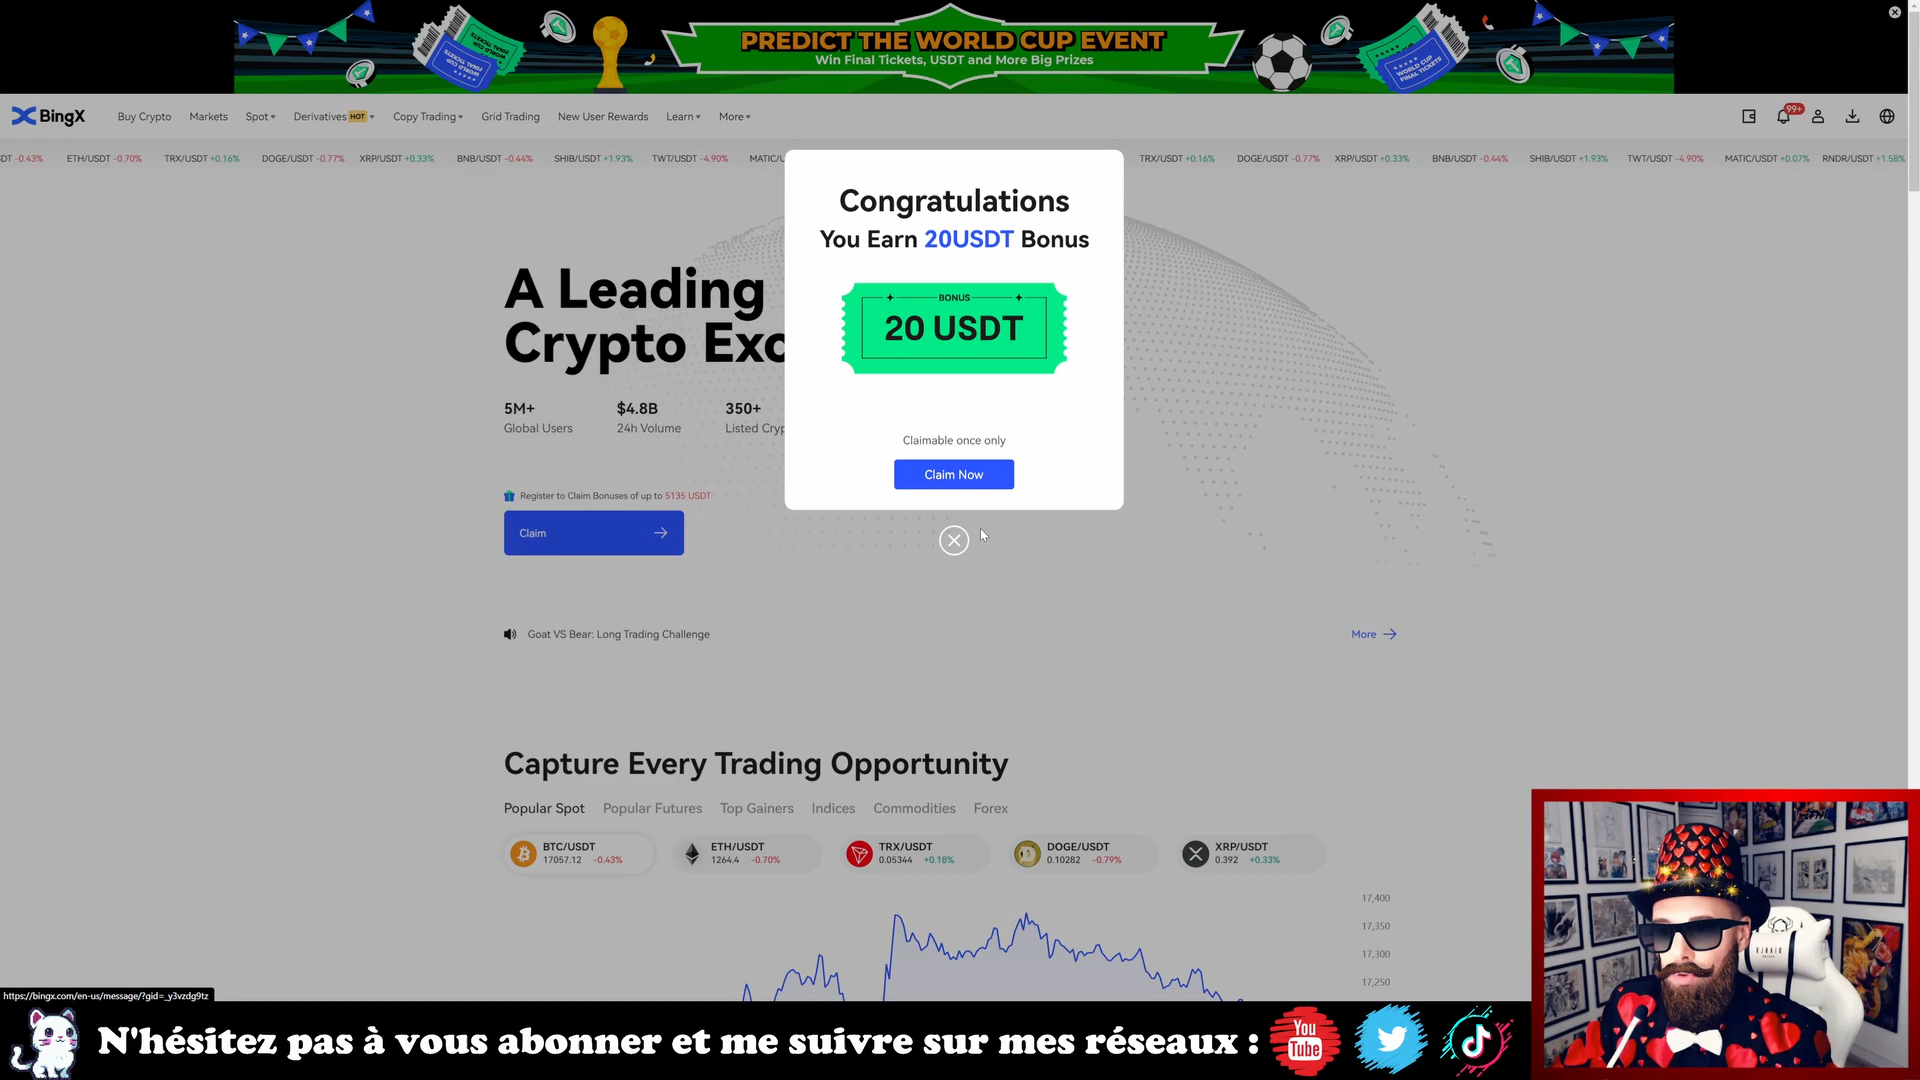 PREDICT THE WORLD CUP EVENT
Win Final Tickets, USDT and More Big Prizes
WORLD CUP FINAL TICKETS
BingX
Buy Crypto Markets Spot Derivatives HOT Copy Trading Grid Trading New User Rewards Learn More 99+
DT -0.43% ETH/USDT -0.70% TRX/USDT +0.16% DOGE/USDT -0.77% XRP/USDT +0.33% BNB/USDT -0.44% SHIB/USDT +1.93% TWT/USDT -4.90% MATIC/U TRX/USDT +0.16% DOGE/USDT -0.77% XRP/USDT +0.33% BNB/USDT -0.44% SHIB/USDT +1.93% TWT/USDT -4.90% MATIC/USDT +0.07% RNDR/USDT +1.58%
Congratulations
You Earn 20USDT Bonus
BONUS
20 USDT
Claimable once only
Claim Now
A Leading
Crypto Exc
5M+ $4.8B 350+
Global Users 24h Volume Listed Cryp
Register to Claim Bonuses of up to 5135 USDT
Claim
Goat VS Bear: Long Trading Challenge More
Capture Every Trading Opportunity
Popular Spot Popular Futures Top Gainers Indices Commodities Forex
BTC/USDT
17057.12 -0.43%
ETH/USDT
1264.4 -0.70%
TRX/USDT
0.05344 +0.18%
DOGE/USDT
0.10282 -0.79%
XRP/USDT
0.392 +0.33%
17,400
17,350
17,300
17,250
https://bingx.com/en-us/message/?gid=_y3vzdg9tz
N'hésitez pas à vous abonner et me suivre sur mes réseaux :
You
Tube